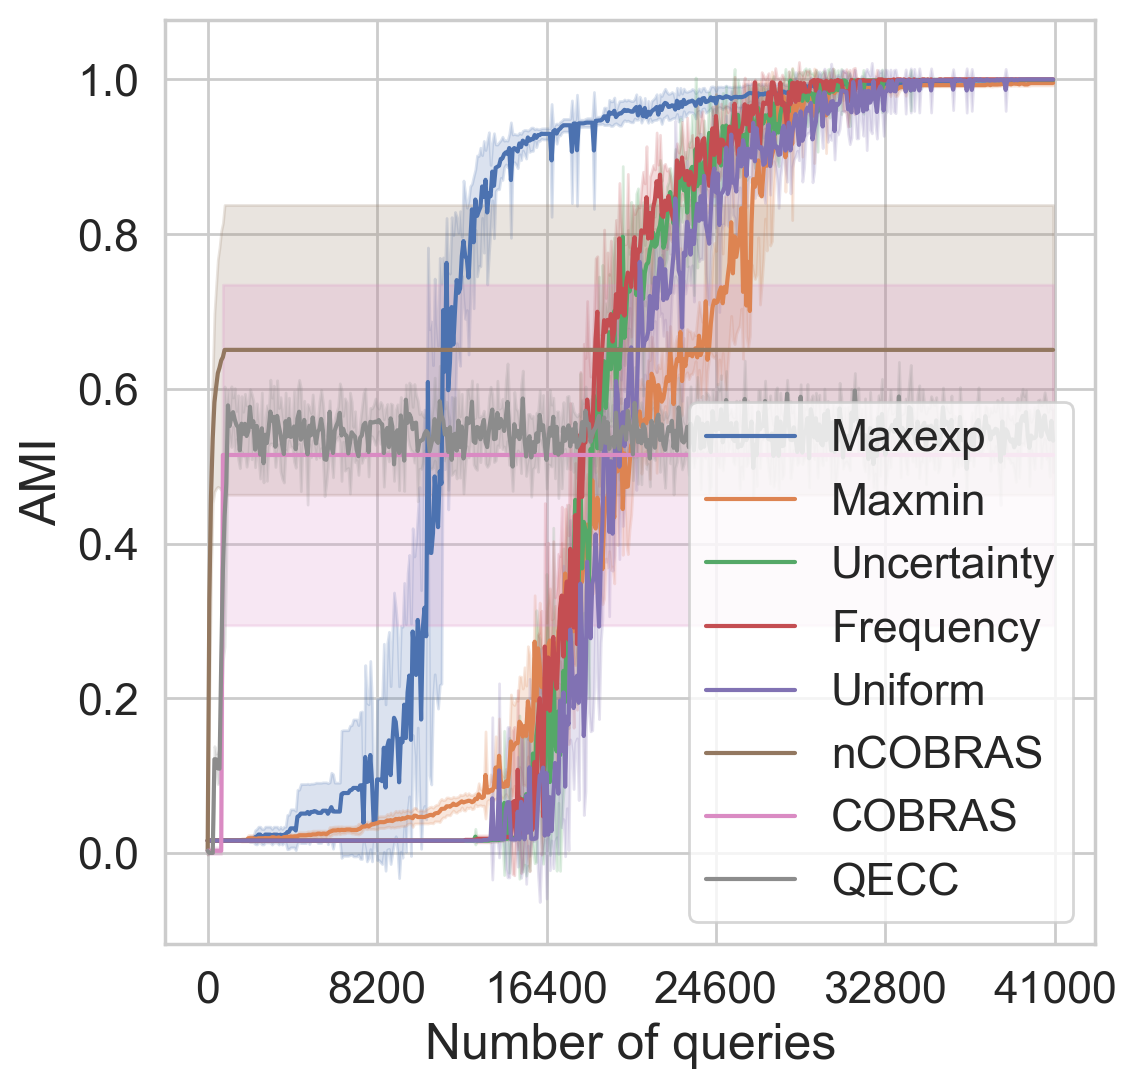 AMI
1.0
0.8
0.6
0.4
0.2
0.0
Maxexp
Maxmin
Uncertainty
Frequency
Uniform
nCOBRAS
COBRAS
QECC
0 8200 16400 24600 32800 41000
Number of queries